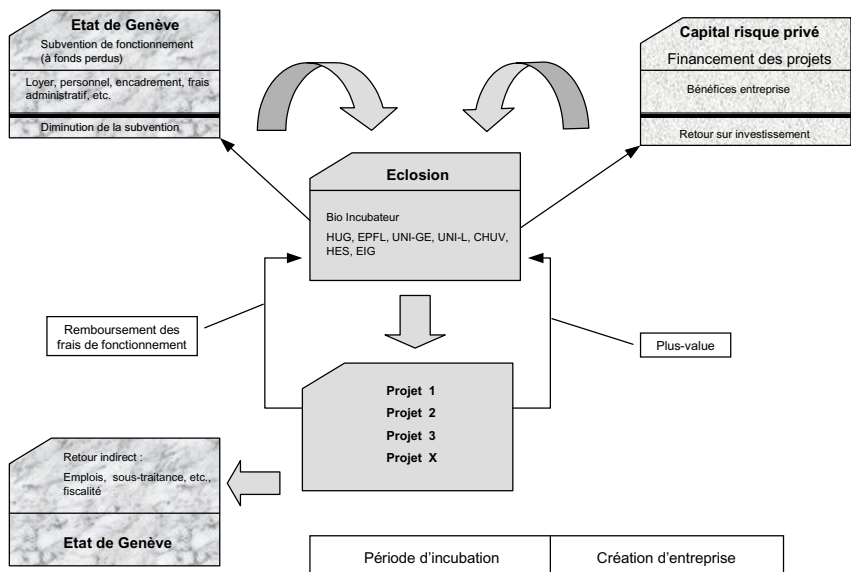 Etat de Genève
Subvention de fonctionnement
(à fonds perdus)
Loyer, personnel, encadrement, frais
administratif, etc.
Diminution de la subvention
Capital risque privé
Financement des projets
Bénéfices entreprise
Retour sur investissement
Eclosion
Bio Incubateur
HUG, EPFL, UNI-GE, UNI-L, CHUV,
HES, EIG
Remboursement des
frais de fonctionnement
Plus-value
Projet 1
Projet 2
Projet 3
Projet X
Retour indirect :
Emplois, sous-traitance, etc.,
fiscalité
Etat de Genève
Période d'incubation
Création d'entreprise